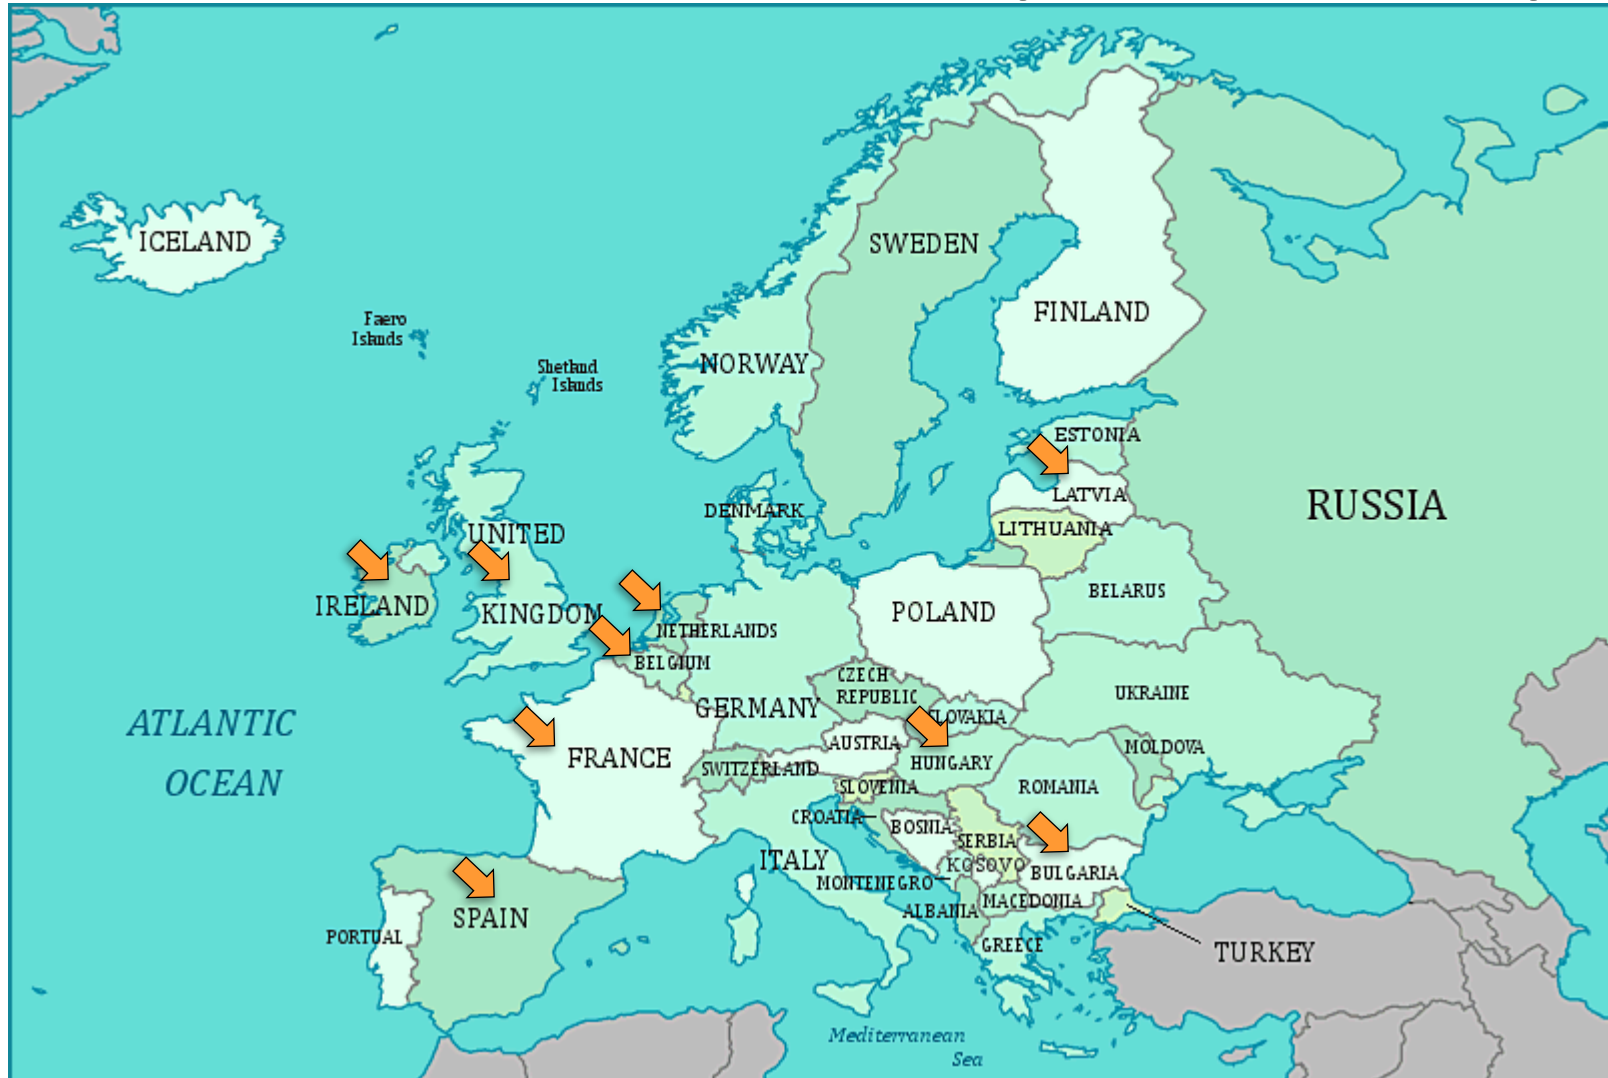 ICELAND
Faero
Islands
Shetland
Islands
SWEDEN
FINLAND
NORWAY
ESTONIA
LATVIA
LITHUANIA
RUSSIA
DENMARK
UNITED
KINGDOM
IRELAND
NETHERLANDS
BELGIUM
POLAND
BELARUS
CZECH
REPUBLIC
GERMANY
SLOVAKIA
UKRAINE
ATLANTIC
OCEAN
FRANCE
AUSTRIA
SWITZERLAND
HUNGARY
MOLDOVA
SLOVENIA
ROMANIA
CROATIA
BOSNIA
SERBIA
ITALY
KOSOVO
BULGARIA
MONTENEGRO
MACEDONIA
ALBANIA
SPAIN
PORTUAL
GREECE
TURKEY
Mediterranean
Sea